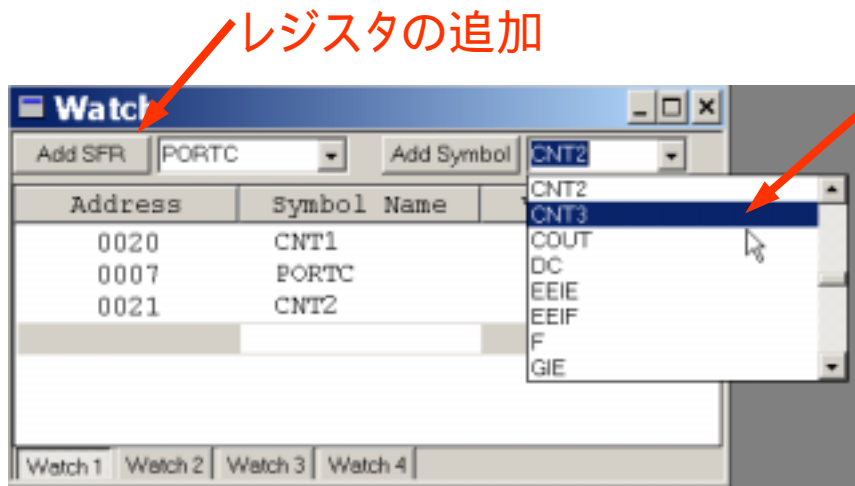 レジスタの追加
Watch
Add SFR PORTC Add Symbol CNT2
Address Symbol Name
0020 CNT1
0007 PORTC
0021 CNT2
CNT2
CNT3
COUT
DC
EEIE
EEIF
F
GIE
Watch 1 Watch 2 Watch 3 Watch 4